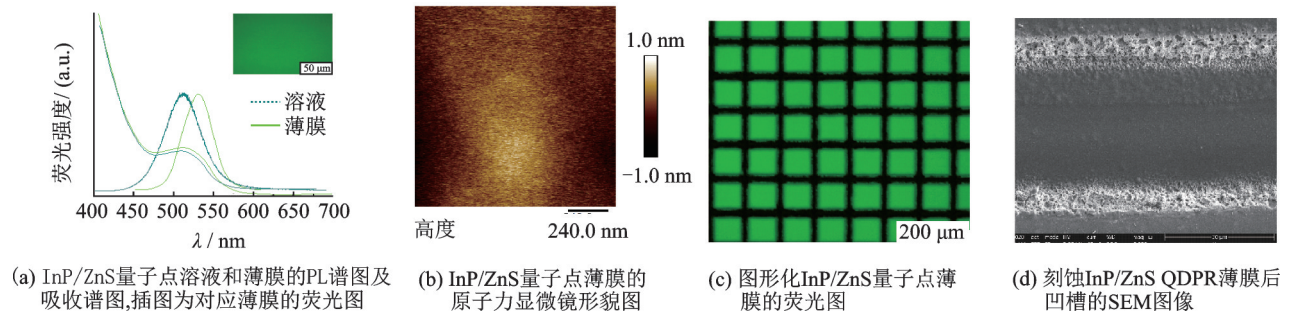 50 μm
溶液
薄膜
荧光强度/ (a.u.)
400 450 500 550 600 650 700
λ / nm
(a) InP/ZnS量子点溶液和薄膜的PL谱图及
吸收谱图,插图为对应薄膜的荧光图
1.0 nm
−1.0 nm
高度
240.0 nm
(b) InP/ZnS量子点薄膜的
原子力显微镜形貌图
200 μm
(c) 图形化InP/ZnS量子点薄
膜的荧光图
(d) 刻蚀InP/ZnS QDPR薄膜后
凹槽的SEM图像